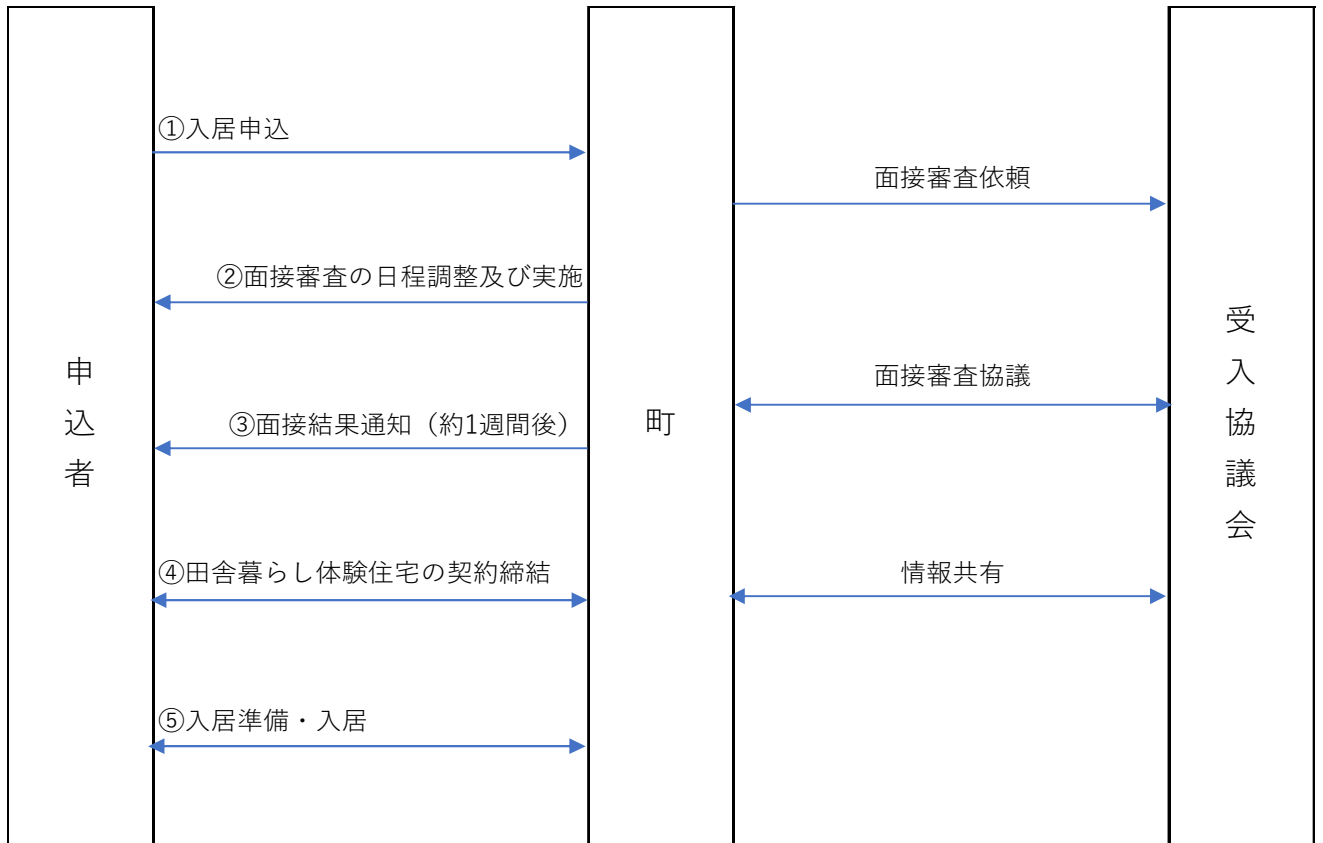 ①入居申込
面接審査依頼
②面接審査の日程調整及び実施
申込者
③面接結果通知（約1週間後）
町
面接審査協議
受入協議会
④田舎暮らし体験住宅の契約締結
情報共有
⑤入居準備・入居